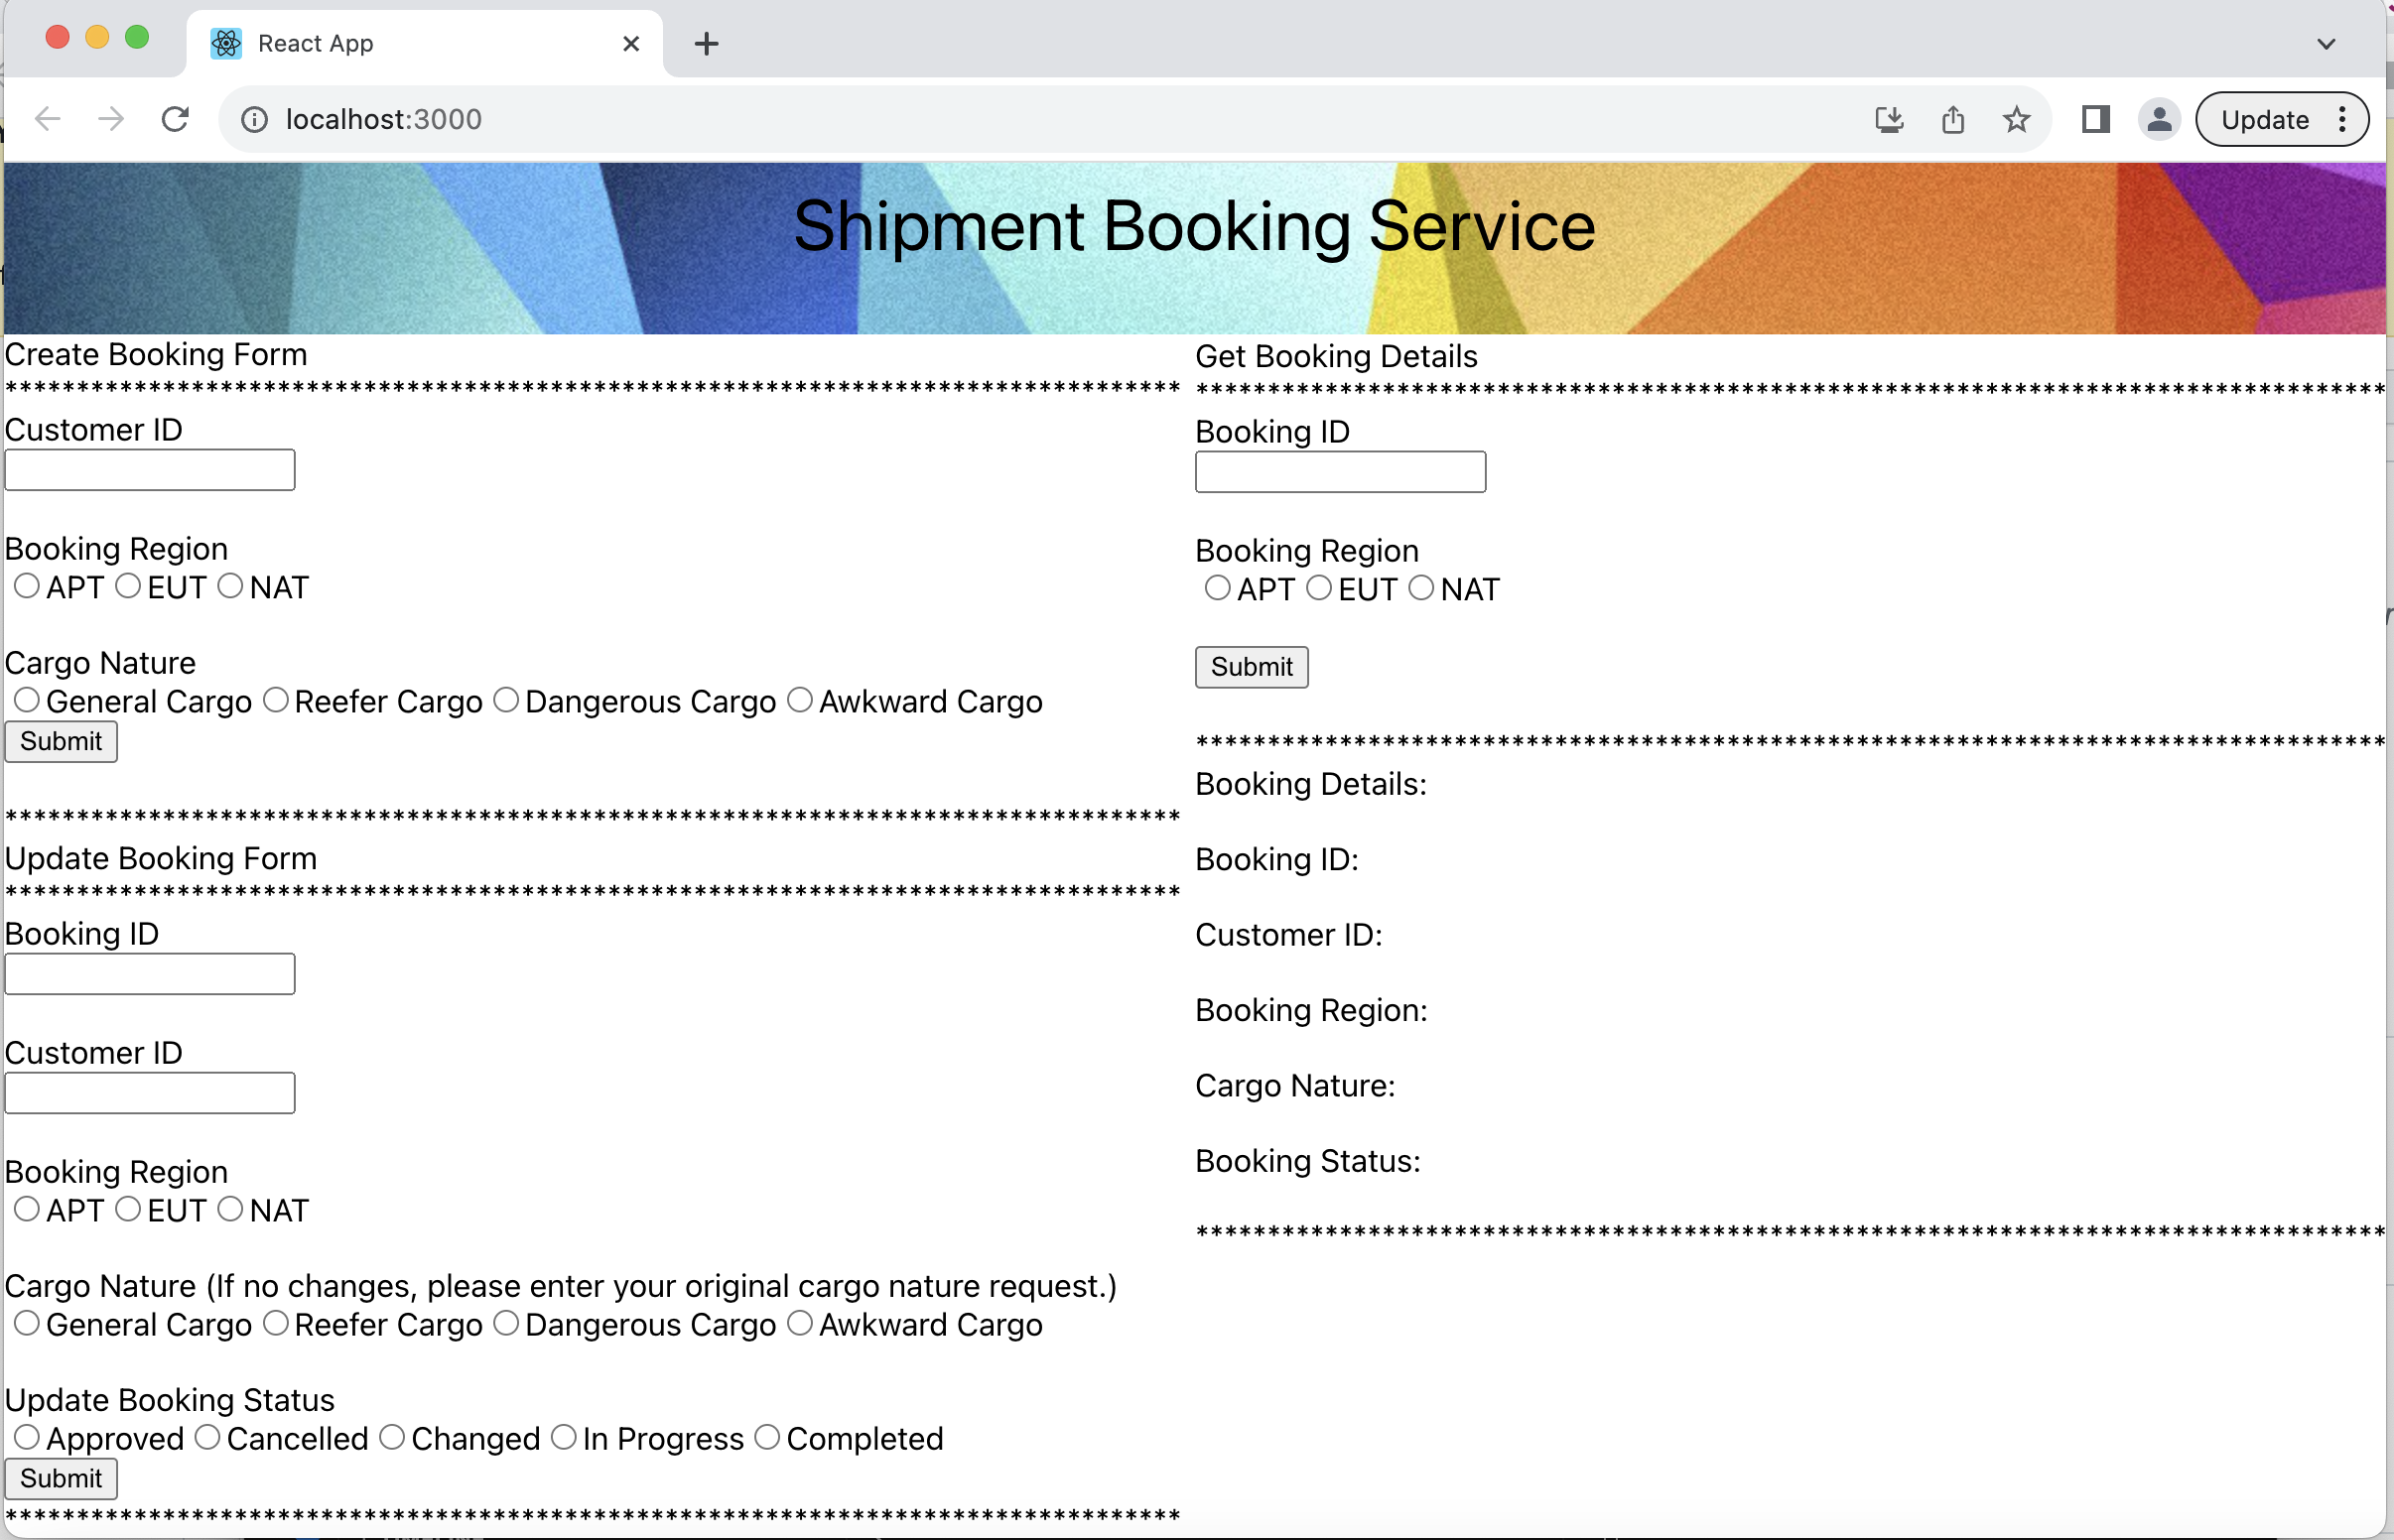 React App
localhost:3000
Update
Shipment Booking Service
Create Booking Form
**********************************************************************************
Customer ID
Booking Region
APT EUT NAT
Cargo Nature
General Cargo Reefer Cargo Dangerous Cargo Awkward Cargo
Submit
**********************************************************************************
Update Booking Form
**********************************************************************************
Booking ID
Customer ID
Booking Region
APT EUT NAT
Cargo Nature (If no changes, please enter your original cargo nature request.)
General Cargo Reefer Cargo Dangerous Cargo Awkward Cargo
Update Booking Status
Approved Cancelled Changed In Progress Completed
Submit
**********************************************************************************
Get Booking Details
***********************************************************************************
Booking ID
Booking Region
APT EUT NAT
Submit
***********************************************************************************
Booking Details:
Booking ID:
Customer ID:
Booking Region:
Cargo Nature:
Booking Status:
***********************************************************************************